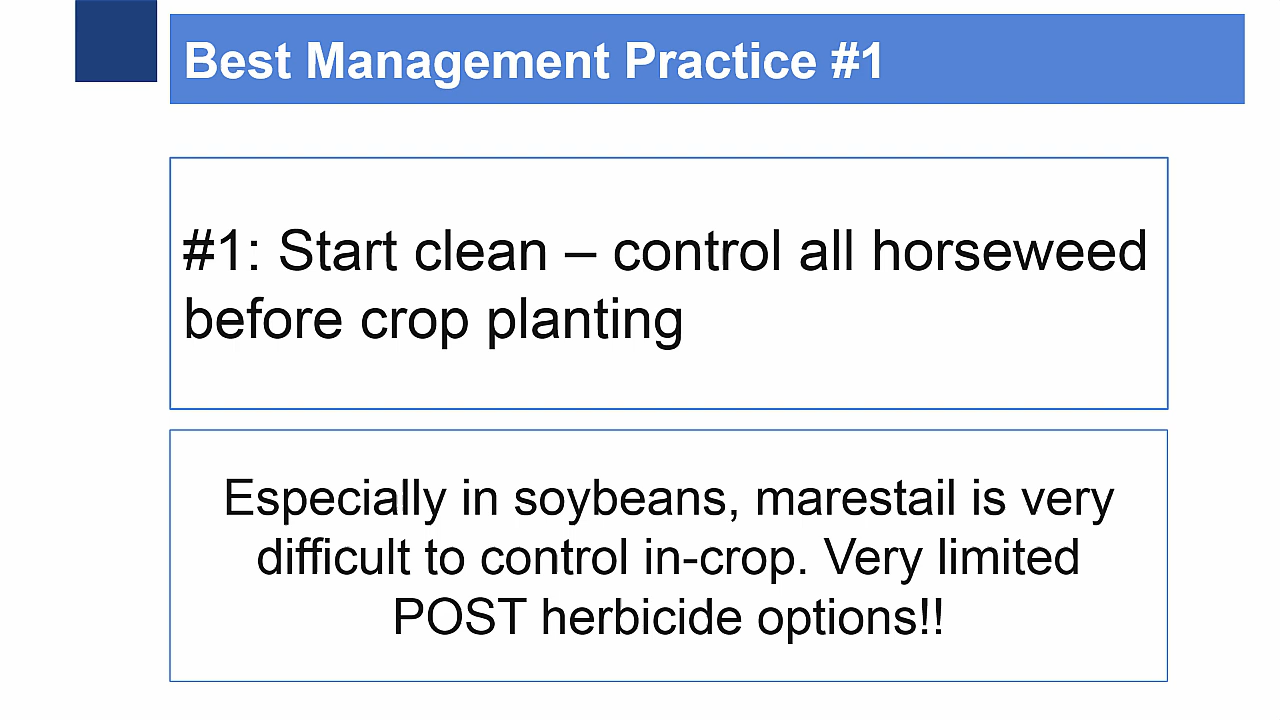 Best Management Practice #1
#1: Start clean – control all horseweed
before crop planting
Especially in soybeans, marestail is very
difficult to control in-crop. Very limited
POST herbicide options!!